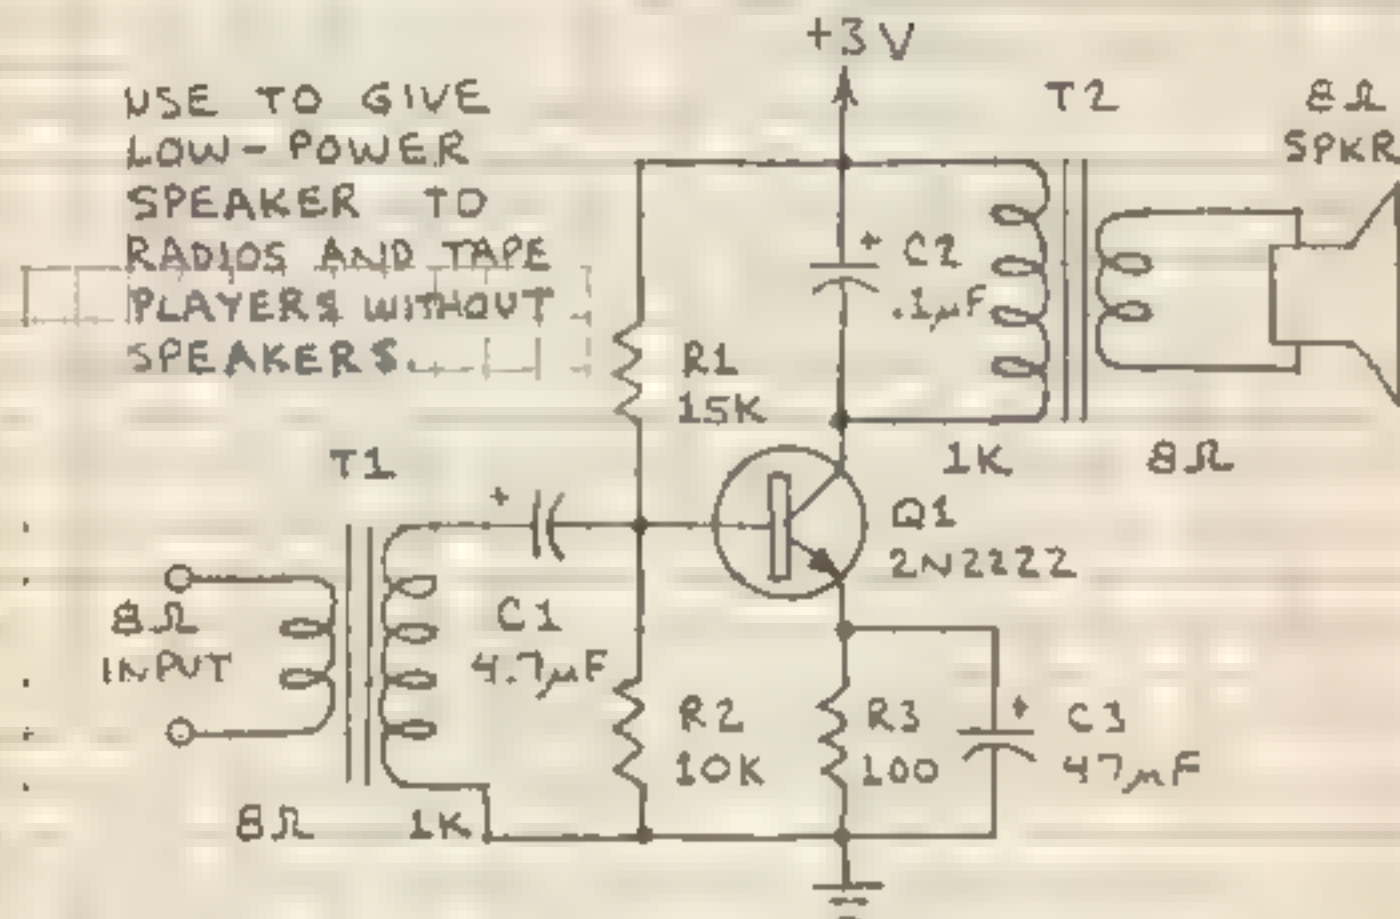 +3V
USE TO GIVE
LOW-POWER
SPEAKER TO
RADIOS AND TAPE
PLAYERS WITHOUT
SPEAKERS.
T2
8Ω
SPKR
+ C2
.1μF
R1
15K
1K
8Ω
T1
+
Q1
2N2222
8Ω
INPUT
C1
4.7μF
R2
10K
R3
100
+ C3
47μF
8Ω
1K